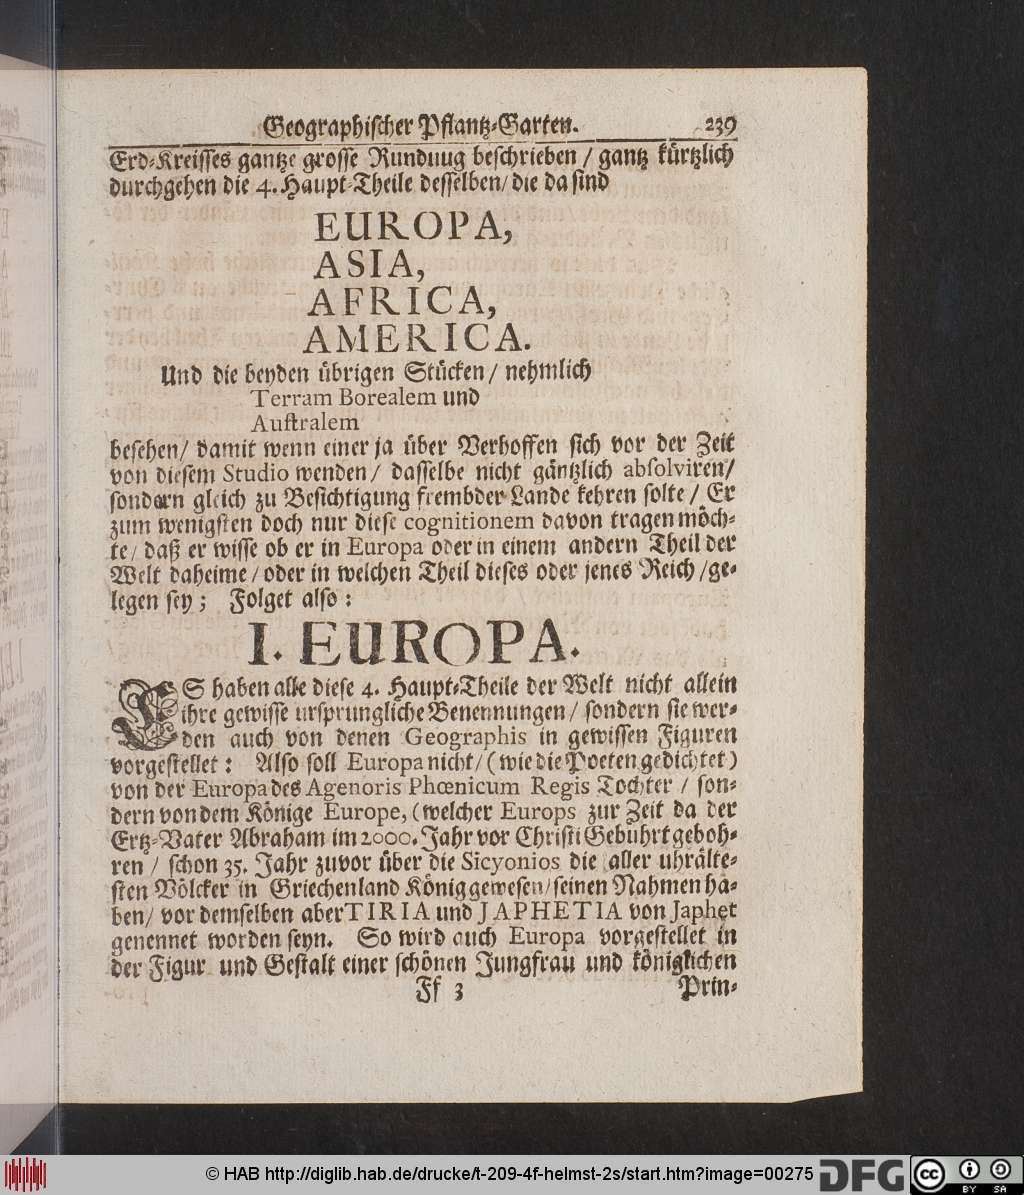 Geographischer Pflantz-Garten. 239
Erd-Kreisses gantze grosse Runduug beschrieben / gantz kürtzlich
durchgehen die 4. Haupt-Theile desselben / die da sind
EUROPA,
ASIA,
AFRICA,
AMERICA.
Und die beyden übrigen Stücken / nehmlich
Terram Borealem und
Australem
besehen / damit wenn einer ja über Verhoffen sich vor der Zeit
von diesem Studio wenden / dasselbe nicht gäntzlich absolviren /
sondern gleich zu Besichtigung frembder Lande kehren solte / Er
zum wenigsten doch nur diese cognitionem davon tragen möch-
te / daß er wisse ob er in Europa oder in einem andern Theil der
Welt daheime / oder in welchen Theil dieses oder jenes Reich / ge-
legen sey; Folget also:
I. EUROPA.
ES haben alle diese 4. Haupt-Theile der Welt nicht allein
ihre gewisse ursprungliche Benennungen / sondern sie wer-
den auch von denen Geographis in gewissen Figuren
vorgestellet: Also soll Europa nicht / (wie die Poeten gedichtet)
von der Europa des Agenoris Phœnicum Regis Tochter / son-
dern von dem Könige Europe, (welcher Europs zur Zeit da der
Ertz-Vater Abraham im 2000. Jahr vor Christi Gebuhrt geboh-
ren / schon 35. Jahr zuvor über die Sicyonios die aller uhrälte-
sten Völcker in Griechenland König gewesen / seinen Nahmen ha-
ben / vor demselben aber TIRIA und JAPHETIA von Japhet
genennet worden seyn. So wird auch Europa vorgestellet in
der Figur und Gestalt einer schönen Jungfrau und königlichen
Ff 3 Prin-
© HAB http://diglib.hab.de/drucke/t-209-4f-helmst-2s/start.htm?image=00275 DFG cc BY SA